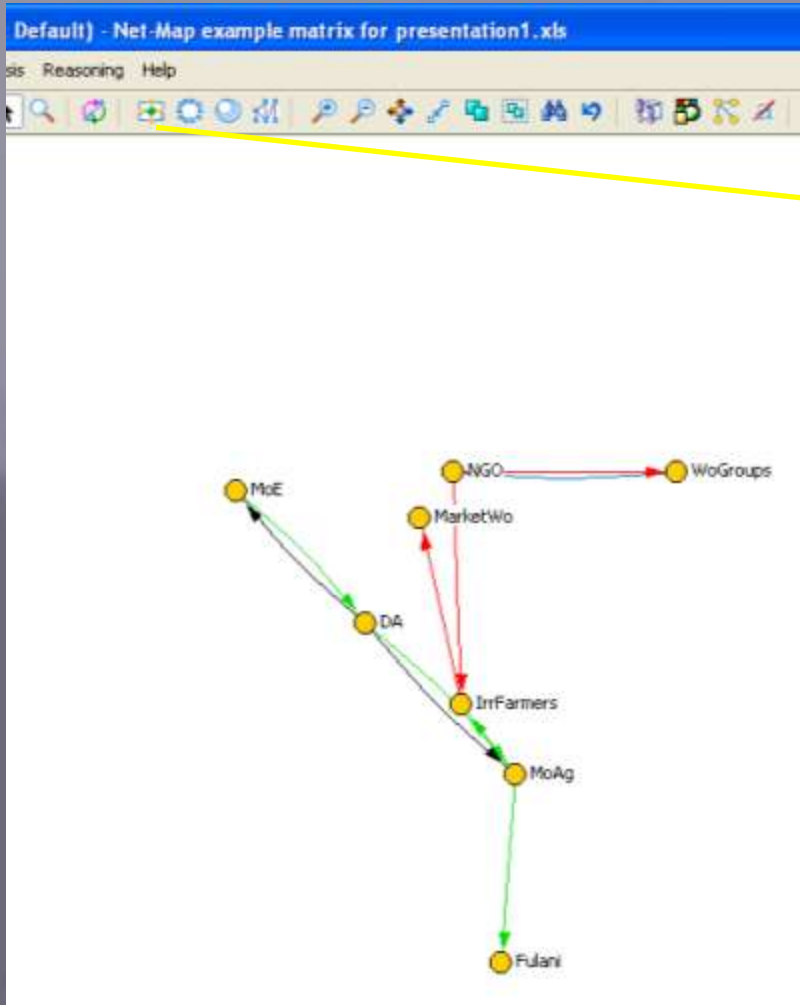 Default) - Net-Map example matrix for presentation1.xls
sis Reasoning Help
NGO
WoGroups
MoE
MarketWo
DA
IrrFarmers
MoAg
Fulani